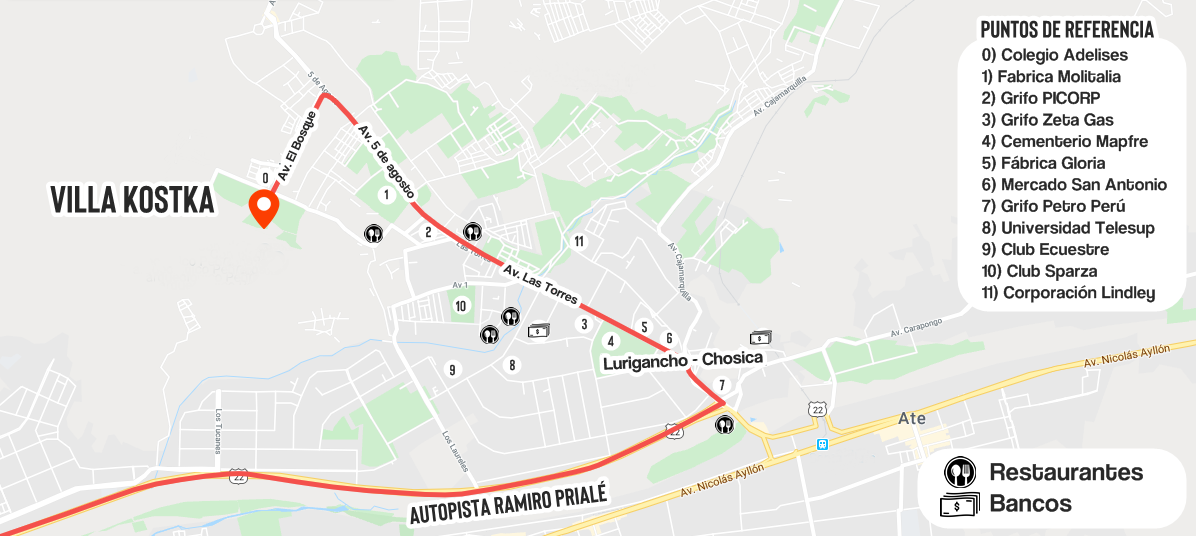 PUNTOS DE REFERENCIA
0) Colegio Adelises
1) Fabrica Molitalia
2) Grifo PICORP
3) Grifo Zeta Gas
4) Cementerio Mapfre
5) Fábrica Gloria
6) Mercado San Antonio
7) Grifo Petro Perú
8) Universidad Telesup
9) Club Ecuestre
10) Club Sparza
11) Corporación Lindley
5 de
Av. Cajamarquilla
Av. El Bosque
Av. 5 de agosto
0
VILLA KOSTKA
1
2
11
Las Torres
Av. Las Torres
Av. Cajamarquilla
Av. 1
10
3
5
4
6
$
$
Av. Carapongo
Lurigancho - Chosica
Av. Nicolás Ayllón
9
8
7
22
Ate
Los Tucanes
Los Laureles
22
22
Av. Nicolás Ayllón
AUTOPISTA RAMIRO PRIALÉ
Restaurantes
$
Bancos